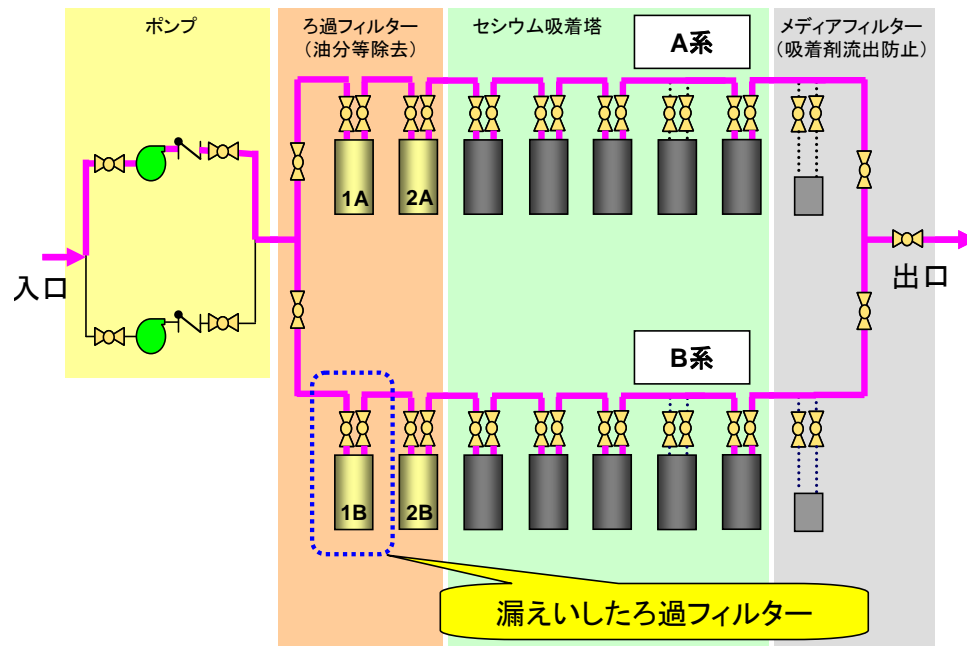 ポンプ
ろ過フィルター
（油分等除去）
セシウム吸着塔
メディアフィルター
（吸着剤流出防止）
A系
1A
2A
入口
出口
B系
1B
2B
漏えいしたろ過フィルター